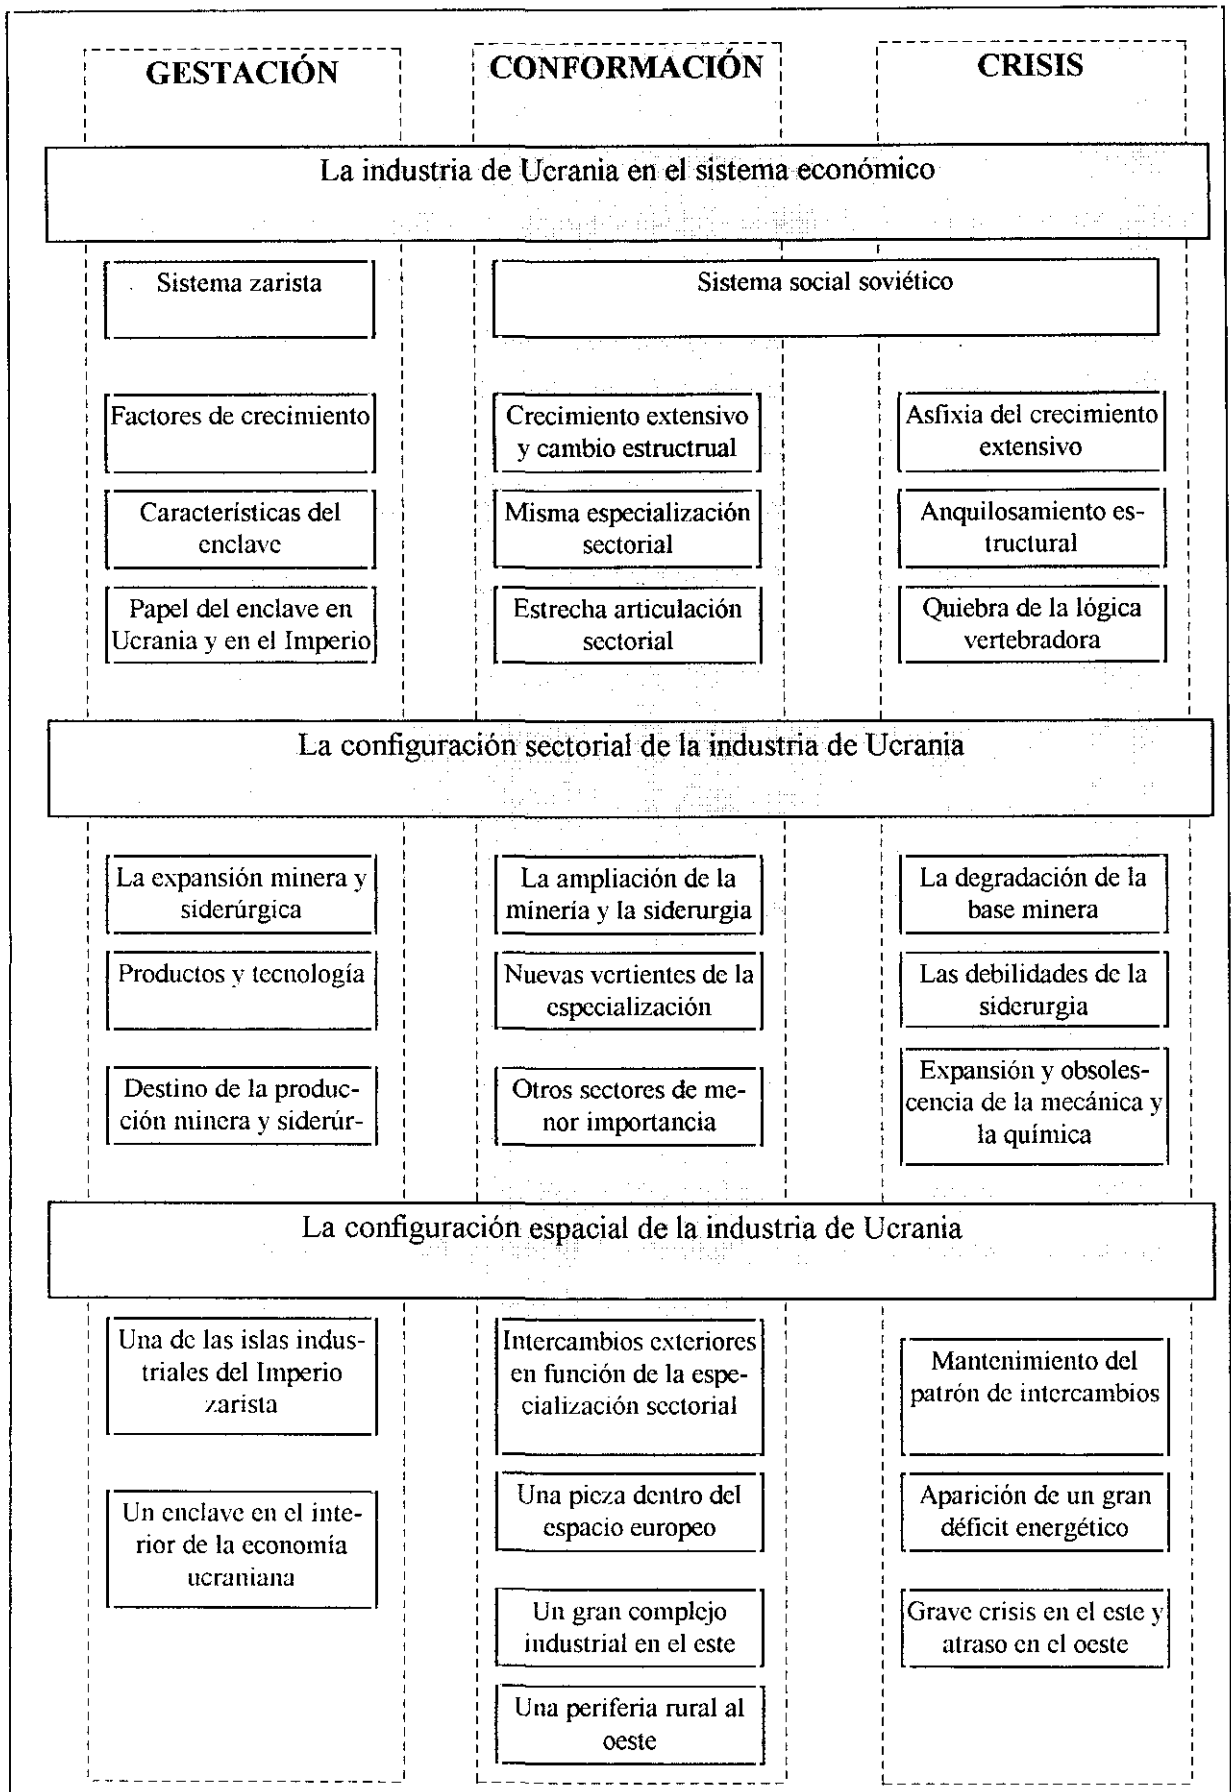 GESTACIÓN
CONFORMACIÓN
CRISIS
La industria de Ucrania en el sistema económico
Sistema zarista
Sistema social soviético
Factores de crecimiento
Crecimiento extensivo
y cambio estructrual
Asfixia del crecimiento
extensivo
Características del
enclave
Misma especialización
sectorial
Anquilosamiento es-
tructural
Papel del enclave en
Ucrania y en el Imperio
Estrecha articulación
sectorial
Quiebra de la lógica
vertebradora
La configuración sectorial de la industria de Ucrania
La expansión minera y
siderúrgica
La ampliación de la
minería y la siderurgia
La degradación de la
base minera
Productos y tecnología
Nuevas vertientes de la
especialización
Las debilidades de la
siderurgia
Destino de la produc-
ción minera y siderúr-
Otros sectores de me-
nor importancia
Expansión y obsoles-
cencia de la mecánica y
la química
La configuración espacial de la industria de Ucrania
Una de las islas indus-
triales del Imperio
zarista
Intercambios exteriores
en función de la espe-
cialización sectorial
Mantenimiento del
patrón de intercambios
Un enclave en el inte-
rior de la economía
ucraniana
Una pieza dentro del
espacio europeo
Aparición de un gran
déficit energético
Un gran complejo
industrial en el este
Grave crisis en el este y
atraso en el oeste
Una periferia rural al
oeste